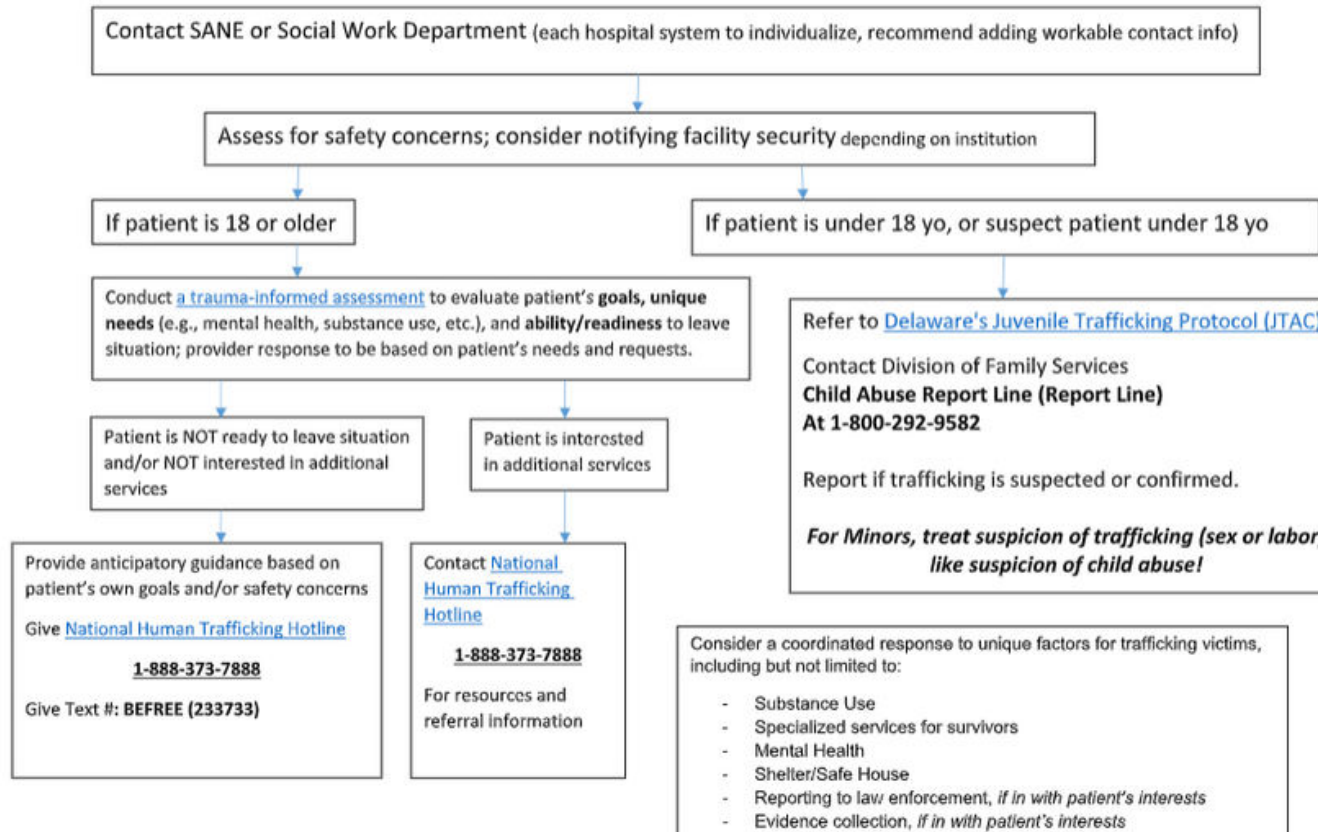 Contact SANE or Social Work Department (each hospital system to individualize, recommend adding workable contact info)
Assess for safety concerns; consider notifying facility security depending on institution
If patient is 18 or older
If patient is under 18 yo, or suspect patient under 18 yo
Conduct a trauma-informed assessment to evaluate patient's goals, unique
needs (e.g., mental health, substance use, etc.), and ability/readiness to leave
situation; provider response to be based on patient's needs and requests.
Patient is NOT ready to leave situation
and/or NOT interested in additional
services
Patient is interested
in additional services
Provide anticipatory guidance based on
patient's own goals and/or safety concerns
Give National Human Trafficking Hotline
1-888-373-7888
Give Text #: BEFREE (233733)
Contact National
Human Trafficking
Hotline
1-888-373-7888
For resources and
referral information
Refer to Delaware's Juvenile Trafficking Protocol (JTAC)
Contact Division of Family Services
Child Abuse Report Line (Report Line)
At 1-800-292-9582
Report if trafficking is suspected or confirmed.
For Minors, treat suspicion of trafficking (sex or labor)
like suspicion of child abuse!
Consider a coordinated response to unique factors for trafficking victims,
including but not limited to:
- Substance Use
- Specialized services for survivors
- Mental Health
- Shelter/Safe House
- Reporting to law enforcement, if in with patient's interests
- Evidence collection, if in with patient's interests